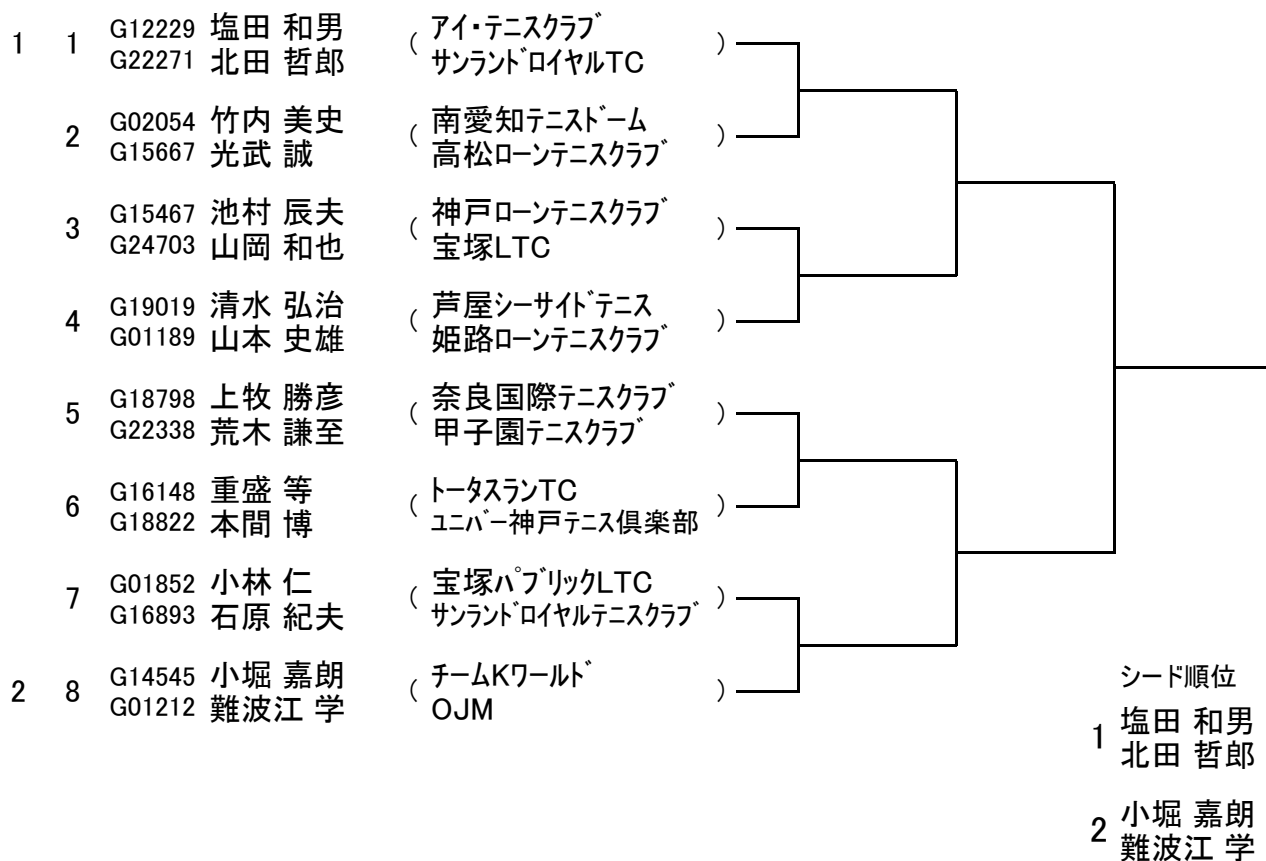 1 1 G12229 塩田 和男 ( アイ・テニスクラブ )
G22271 北田 哲郎 サンランドロイヤルTC
2 G02054 竹内 美史 ( 南愛知テニスドーム )
G15667 光武 誠 高松ローンテニスクラブ
3 G15467 池村 辰夫 ( 神戸ローンテニスクラブ )
G24703 山岡 和也 宝塚LTC
4 G19019 清水 弘治 ( 芦屋シーサイドテニス )
G01189 山本 史雄 姫路ローンテニスクラブ
5 G18798 上牧 勝彦 ( 奈良国際テニスクラブ )
G22338 荒木 謙至 甲子園テニスクラブ
6 G16148 重盛 等 ( トータスランTC )
G18822 本間 博 ユニバー神戸テニス倶楽部
7 G01852 小林 仁 ( 宝塚パブリックLTC )
G16893 石原 紀夫 サンランドロイヤルテニスクラブ
2 8 G14545 小堀 嘉朗 ( チームKワールド )
G01212 難波江 学 OJM
シード順位
1 塩田 和男
北田 哲郎
2 小堀 嘉朗
難波江 学